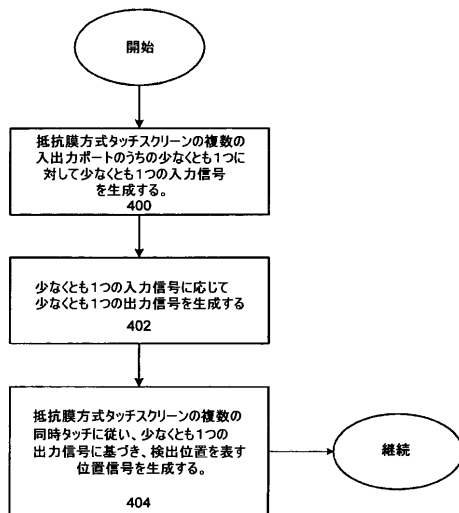 開始
抵抗膜方式タッチスクリーンの複数の
入出力ポートのうちの少なくとも1つに
対して少なくとも1つの入力信号
を生成する。
400
少なくとも1つの入力信号に応じて
少なくとも1つの出力信号を生成する
402
抵抗膜方式タッチスクリーンの複数の
同時タッチに従い、少なくとも1つの
出力信号に基づき、検出位置を表す
位置信号を生成する。
404
継続